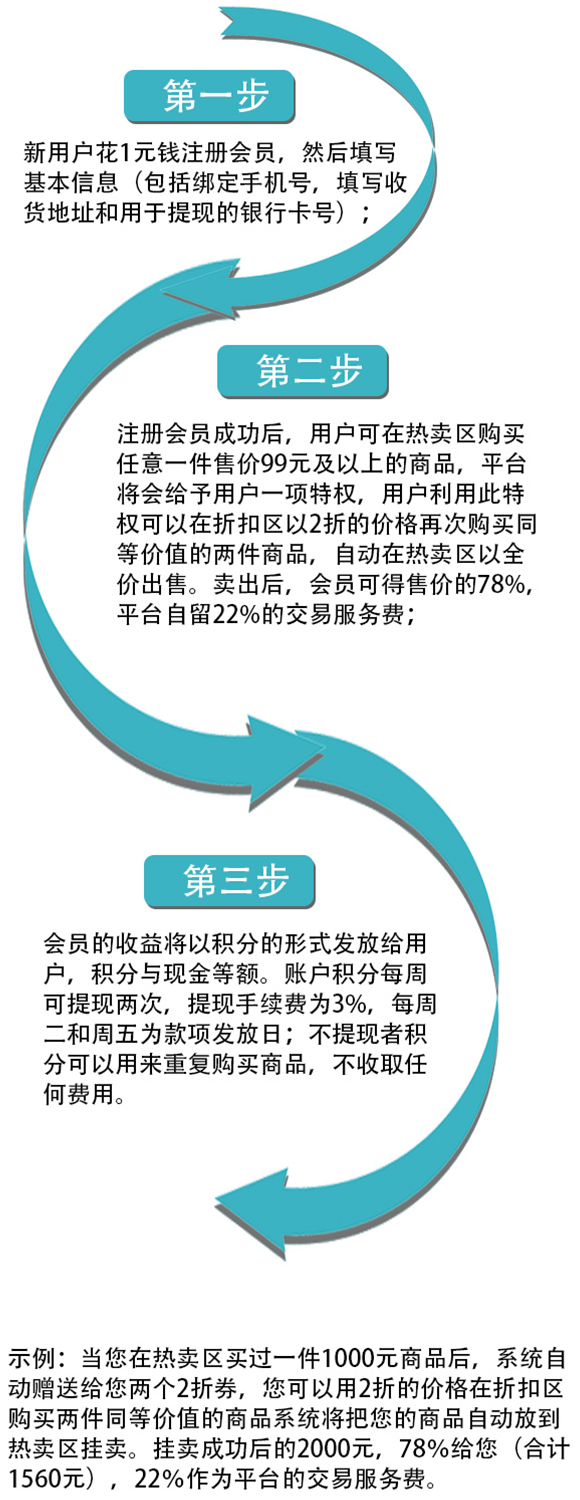 第一步
新用户花1元钱注册会员，然后填写
基本信息（包括绑定手机号，填写收
货地址和用于提现的银行卡号）；
第二步
注册会员成功后，用户可在热卖区购买
任意一件售价99元及以上的商品，平台
将会给予用户一项特权，用户利用此特
权可以在折扣区以2折的价格再次购买同
等价值的两件商品，自动在热卖区以全
价出售。卖出后，会员可得售价的78%，
平台自留22%的交易服务费；
第三步
会员的收益将以积分的形式发放给用
户，积分与现金等额。账户积分每周
可提现两次，提现手续费为3%，每周
二和周五为款项发放日；不提现者积
分可以用来重复购买商品，不收取任
何费用。
示例：当您在热卖区买过一件1000元商品后，系统自
动赠送给您两个2折券，您可以用2折的价格在折扣区
购买两件同等价值的商品系统将把您的商品自动放到
热卖区挂卖。挂卖成功后的2000元，78%给您（合计
1560元），22%作为平台的交易服务费。